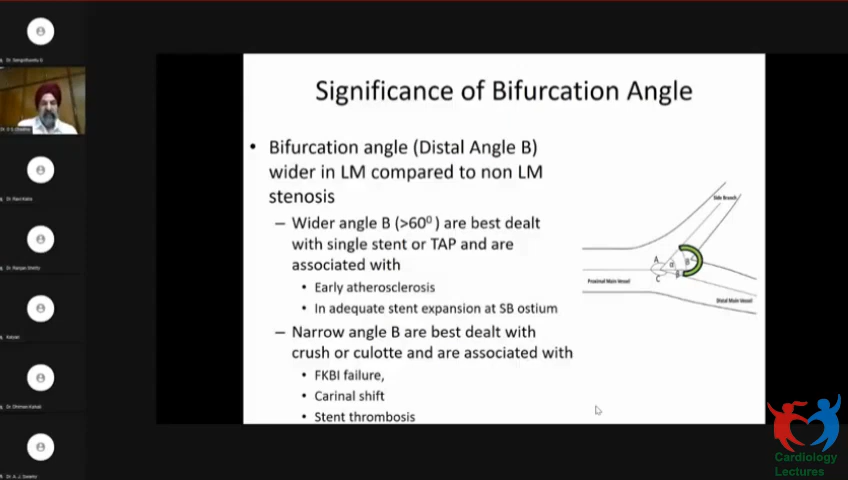 Significance of Bifurcation Angle
• Bifurcation angle (Distal Angle B)
wider in LM compared to non LM
stenosis
– Wider angle B (>60⁰ ) are best dealt
with single stent or TAP and are
associated with
• Early atherosclerosis
• In adequate stent expansion at SB ostium
– Narrow angle B are best dealt with
crush or culotte and are associated with
• FKBI failure,
• Carinal shift
• Stent thrombosis
Side Branch
A
α
B
C
Proximal Main Vessel
Distal Main Vessel
Cardiology
Lectures